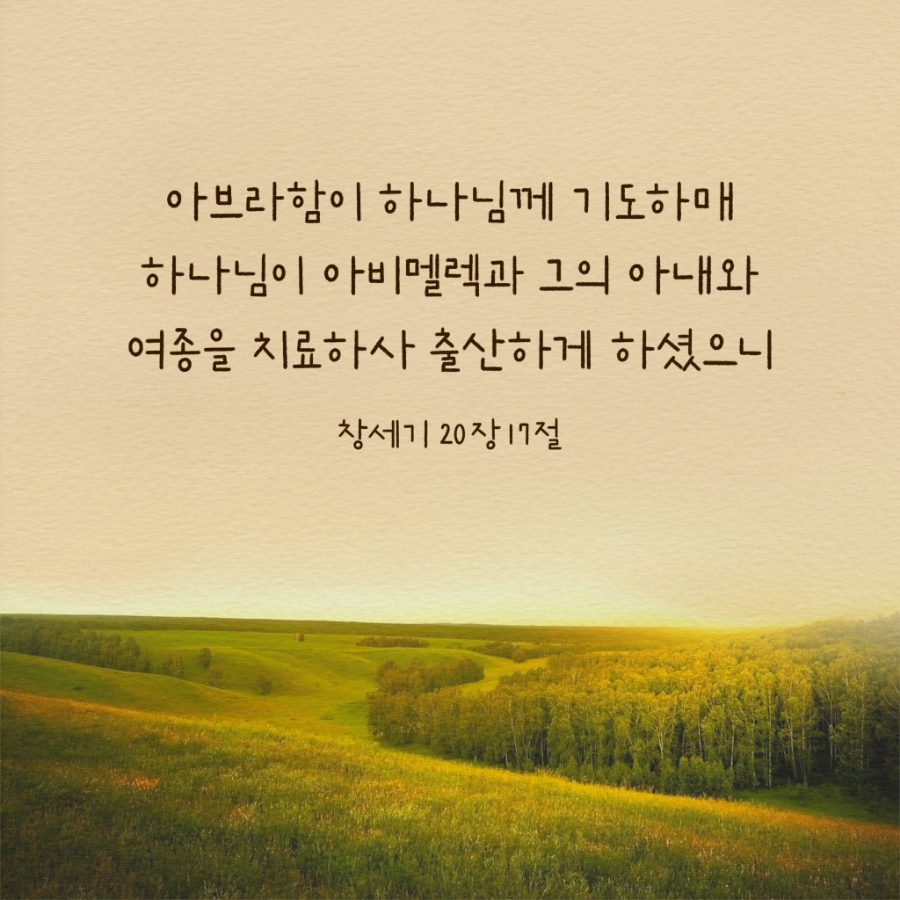 아브라함이 하나님께 기도하매
하나님이 아비멜렉과 그의 아내와
여종을 치료하사 출산하게 하셨으니
창세기 20장 17절